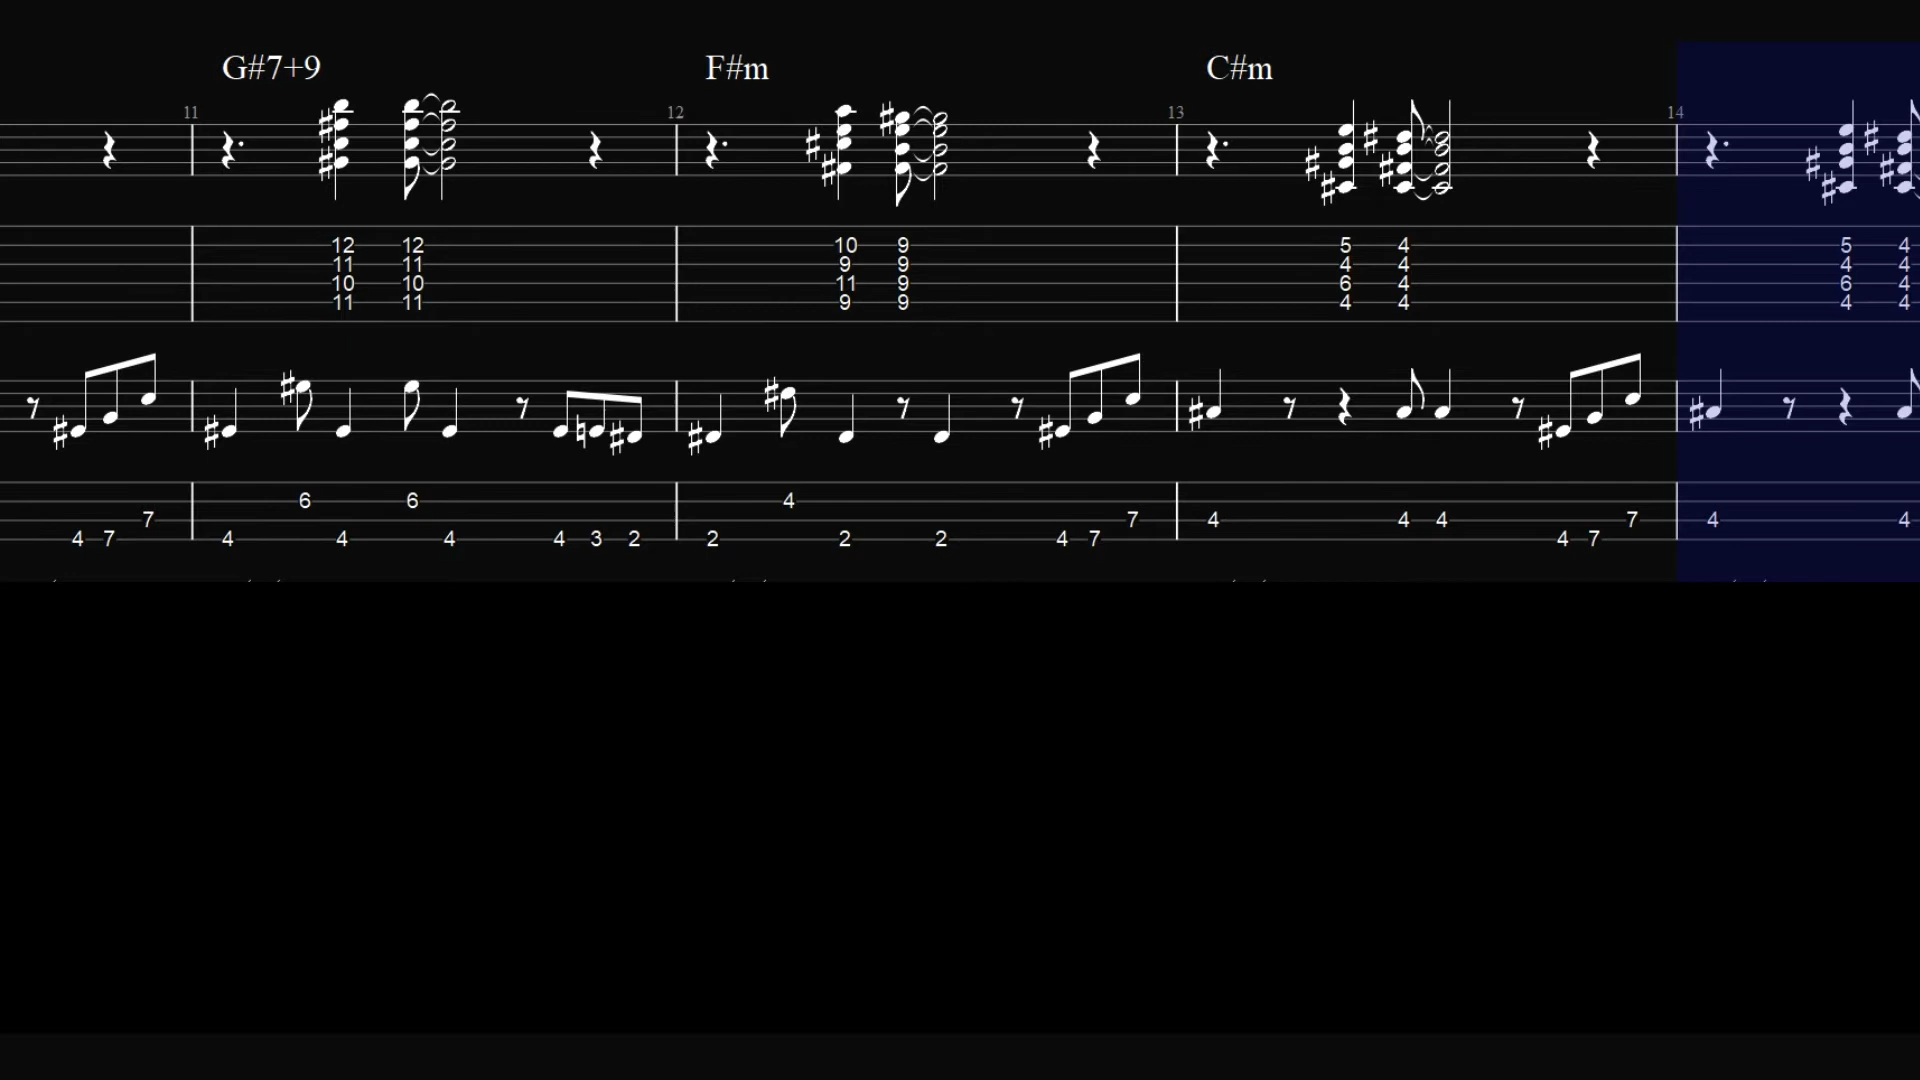 G#7+9 F#m C#m
11 12 13 14
12 12 10 9 5 4 5 4
11 11 9 9 4 4 4 4
10 10 11 9 6 4 6 4
11 11 9 9 4 4 4 4
6 6 4
7 7 4 4 4 7 4 4
4 7 4 4 4 4 3 2 2 2 2 4 7 4 7